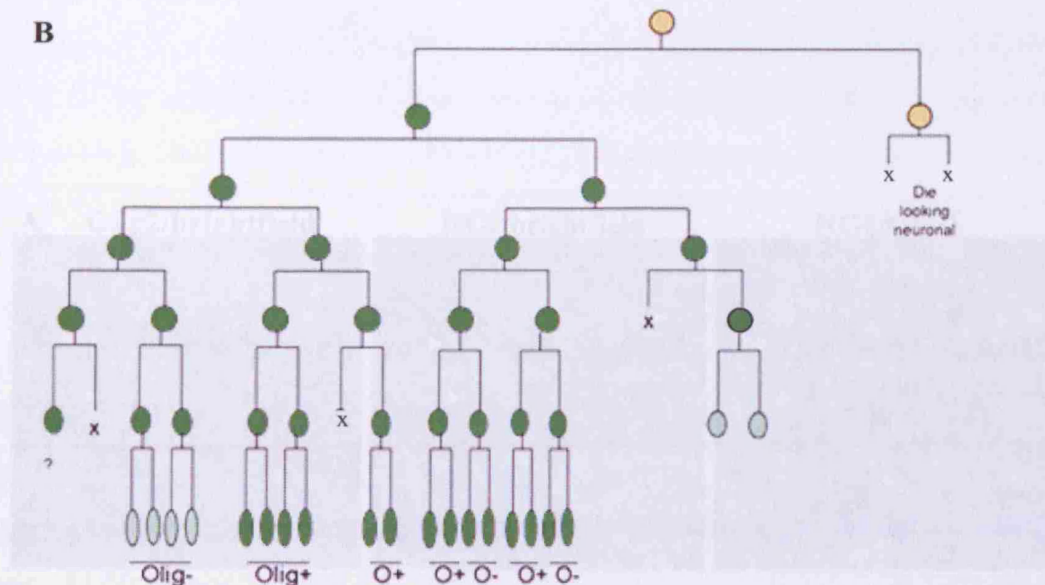 B
x x
Die
looking
neuronal
x
x
x
?
Olig- Olig+ O+ O+ O- O+ O-